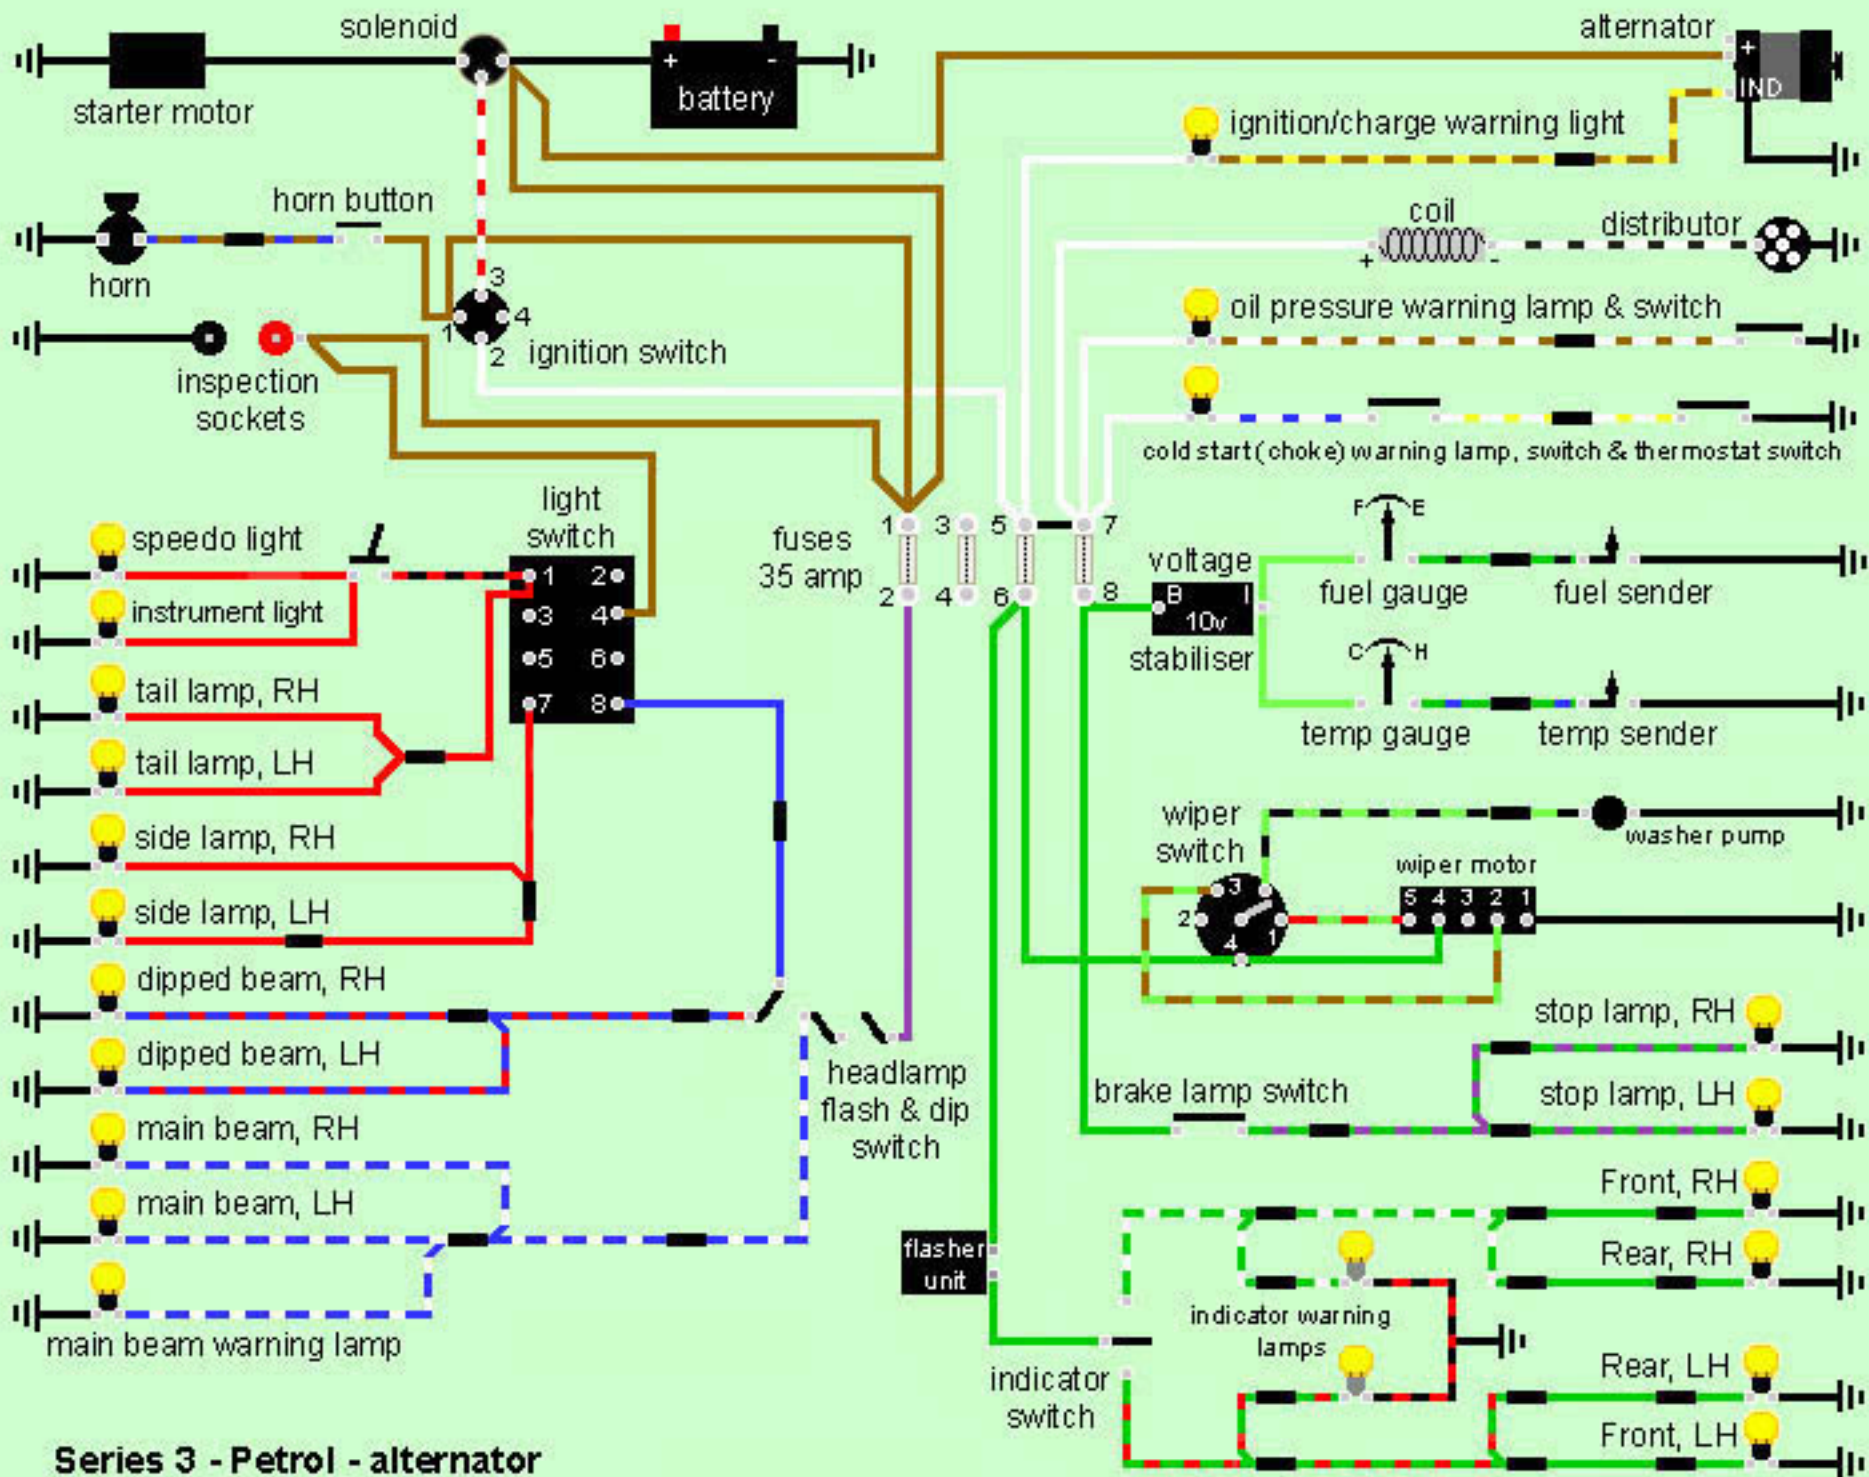 solenoid
alternator
starter motor
+ -
battery
+
IND
ignition/charge warning light
horn button
horn
coil
+ -
distributor
3
1 4
2
ignition switch
oil pressure warning lamp & switch
inspection
sockets
cold start(choke) warning lamp, switch & thermostat switch
light
switch
speedo light
instrument light
tail lamp, RH
tail lamp, LH
side lamp, RH
side lamp, LH
dipped beam, RH
dipped beam, LH
main beam, RH
main beam, LH
main beam warning lamp
1 2
3 4
5 6
7 8
fuses
35 amp
1 3 5 7
2 4 6 8
voltage
B I
10v
stabiliser
F E
fuel gauge
fuel sender
C H
temp gauge
temp sender
wiper
switch
3
2
4 1
washer pump
wiper motor
5 4 3 2 1
headlamp
flash & dip
switch
brake lamp switch
stop lamp, RH
stop lamp, LH
flasher
unit
indicator
switch
indicator warning
lamps
Front, RH
Rear, RH
Rear, LH
Front, LH
Series 3 - Petrol - alternator